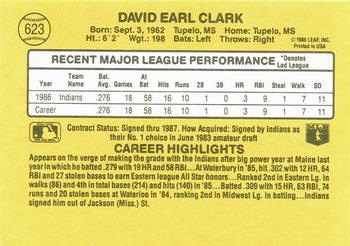 623
DAVID EARL CLARK
©1986 LEAF, INC.
Printed in USA
Born: Sept. 3, 1962 Tupelo, MS Home: Tupelo, MS
Ht.: 6'2" Wgt.: 198 Bats: Left Throws: Right
RECENT MAJOR LEAGUE PERFORMANCE *Denotes Led League
Year Team Name Bat. Avg. G AB R H 2B 3B HR RBI Steal Walk SO
1986 Indians .276 18 58 16 10 1 0 3 9 1 7 11
Career .276 18 58 16 10 1 0 3 9 1 7 11
Contract Status: Signed thru 1987. How Acquired: Signed by Indians as
their No. 1 choice in June 1983 amateur draft
CAREER HIGHLIGHTS
Appears on the verge of making the grade with the Indians after big power year at Maine last
year in which he batted .279 with 19 HR and 58 RBI... At Waterbury in '85, hit .302 with 12 HR, 64
RBI and 27 stolen bases to earn Eastern League All Star honors... Ranked 2nd in Eastern Lg. in
walks (86) and 4th in total bases (214) and hits (140) in '85... Batted .309 with 15 HR, 63 RBI, 74
runs and 20 stolen bases at Waterloo in '84, ranking 2nd in Midwest Lg. in batting... Indians
signed him out of Jackson (Miss.) St.